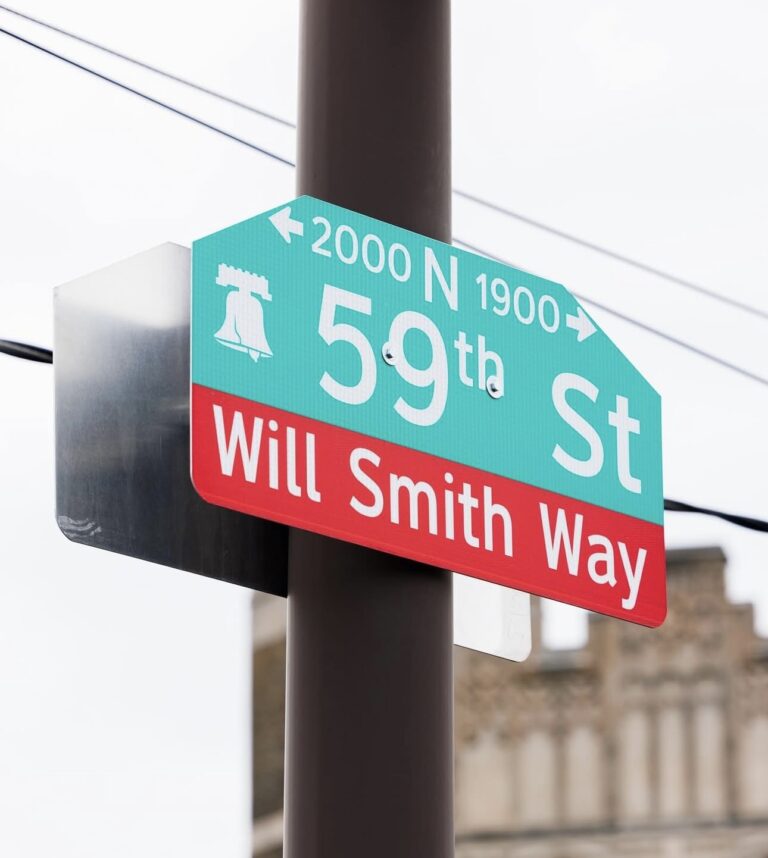 ← 2000 N 1900 →
59th St
Will Smith Way